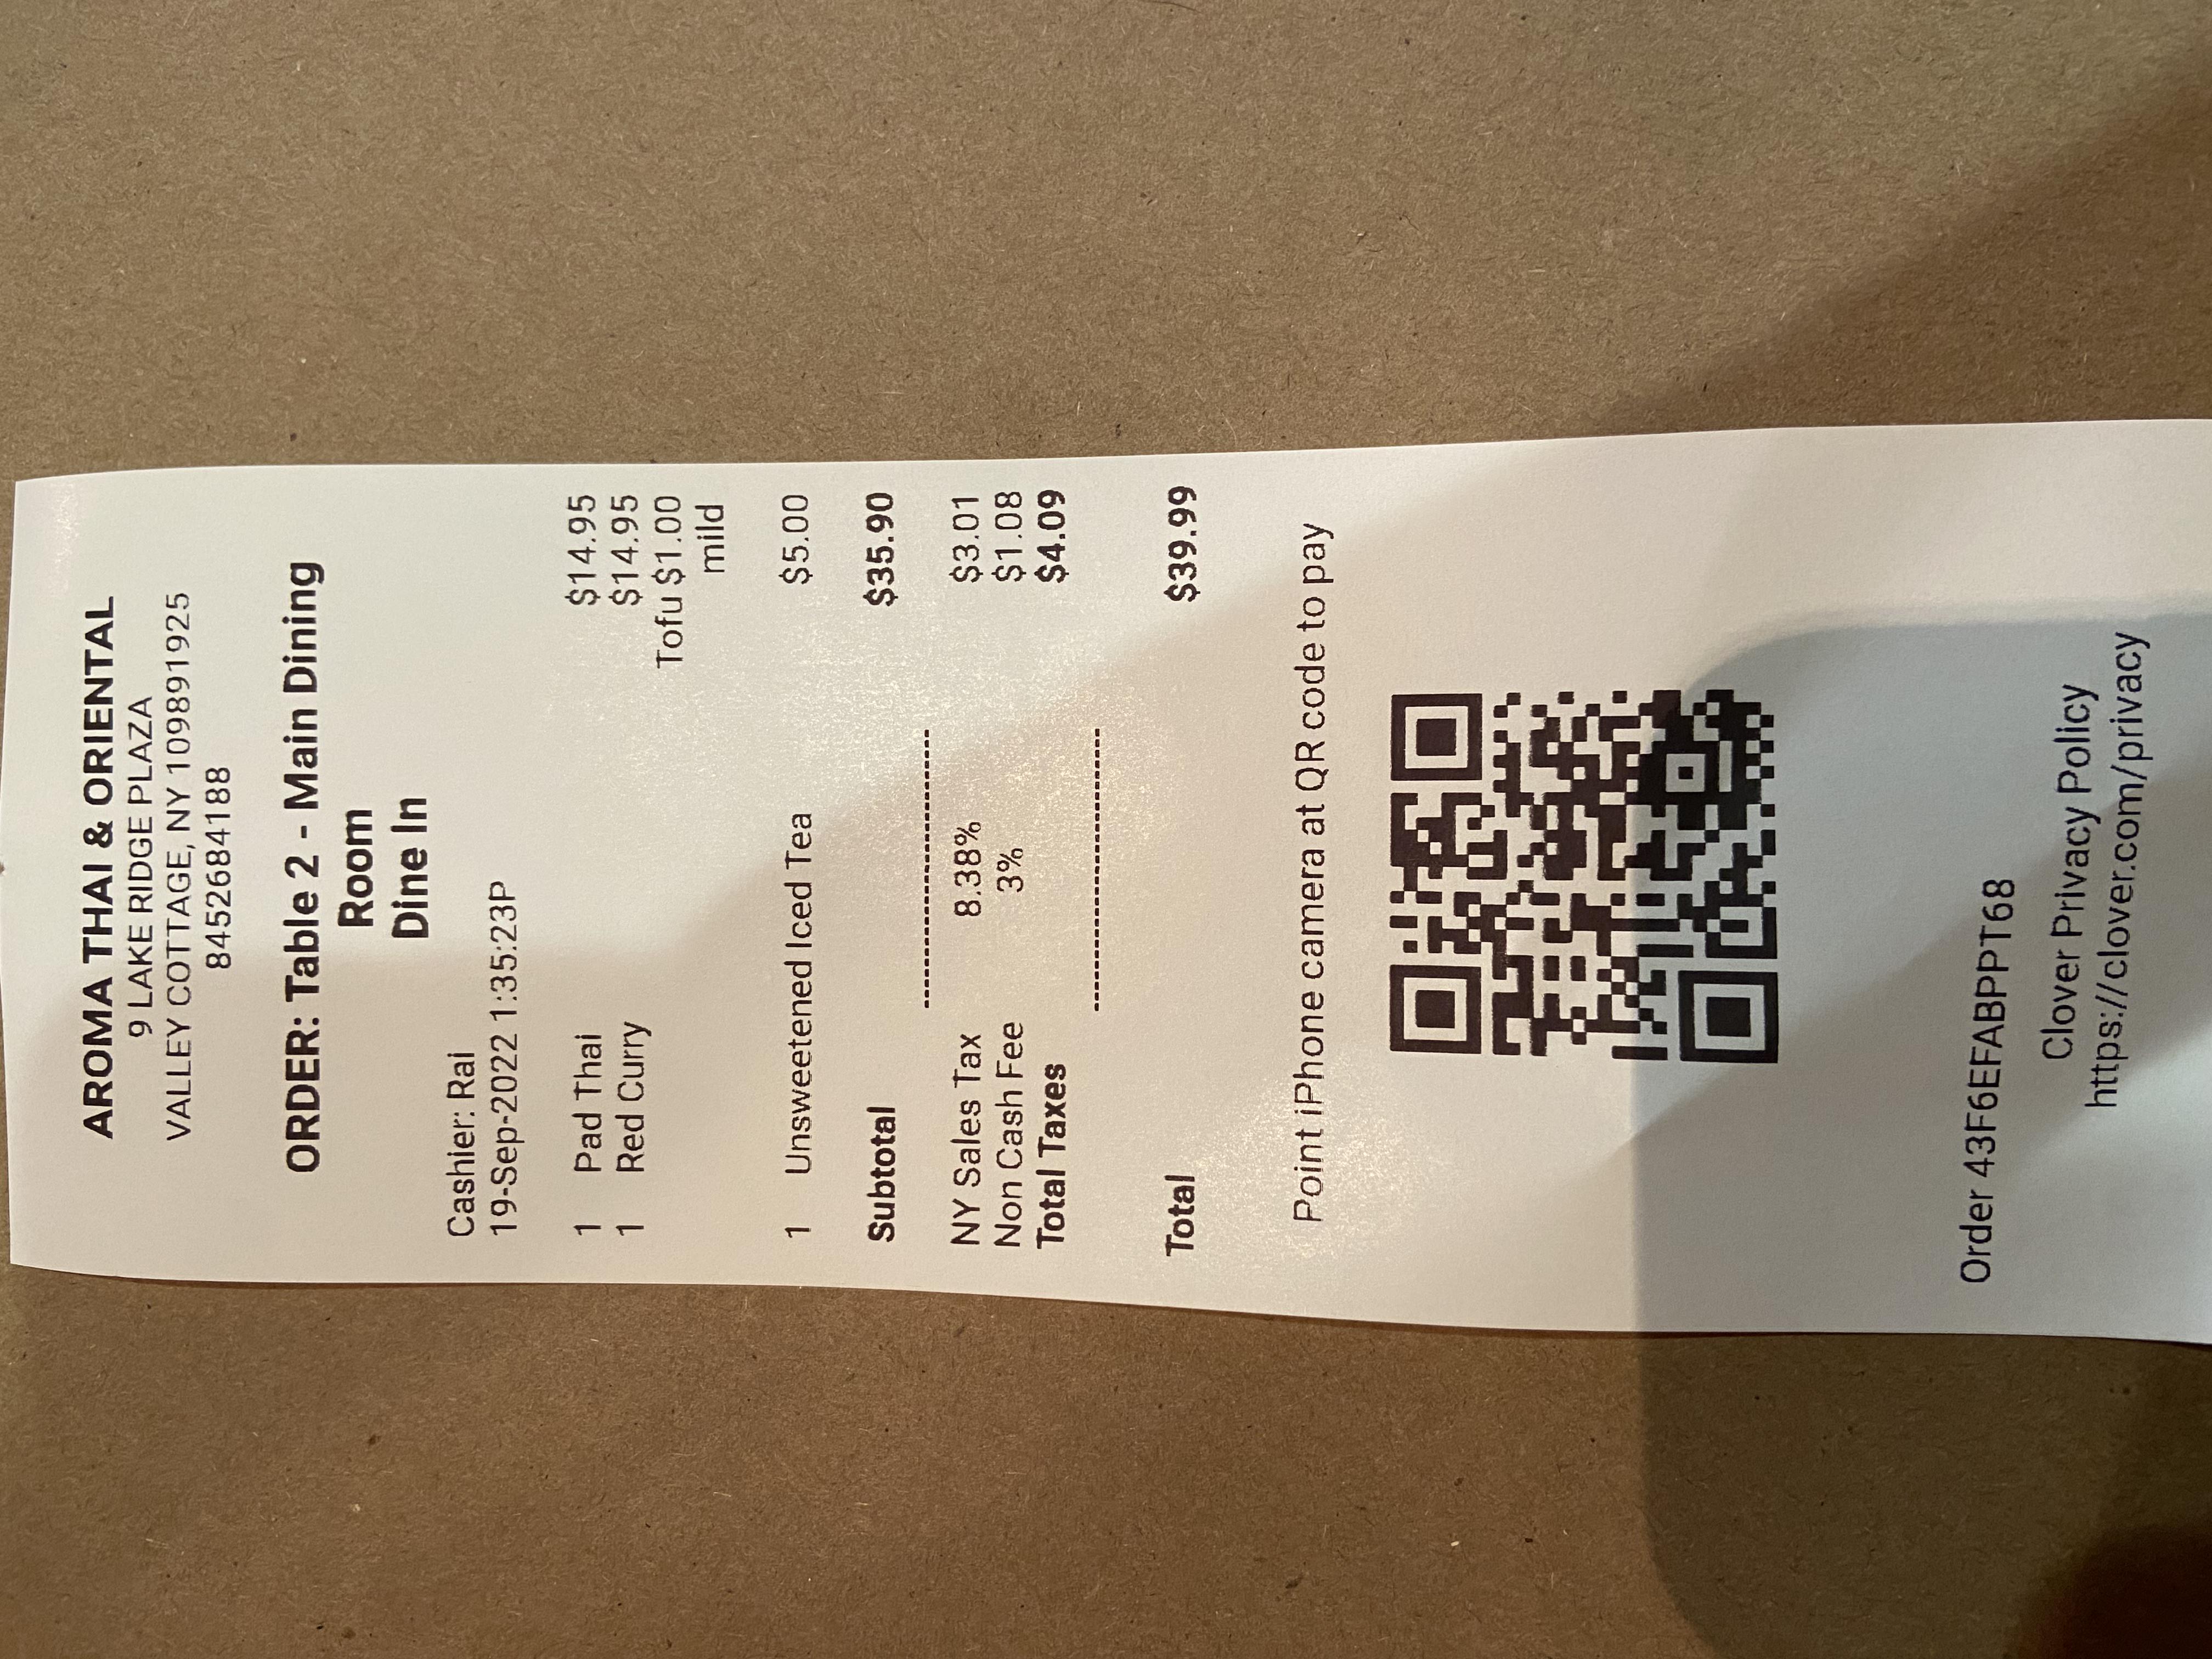 AROMA THAI & ORIENTAL
9 LAKE RIDGE PLAZA
VALLEY COTTAGE, NY 109891925
8452684188
ORDER: Table 2 - Main Dining
Room
Dine In
Cashier: Rai
19-Sep-2022 1:35:23P
1 Pad Thai $14.95
1 Red Curry $14.95
Tofu $1.00
mild
1 Unsweetened Iced Tea $5.00
Subtotal $35.90
--------------------------
NY Sales Tax 8.38% $3.01
Non Cash Fee 3% $1.08
Total Taxes $4.09
--------------------------
Total $39.99
Point iPhone camera at QR code to pay
Order 43F6EFABPPT68
Clover Privacy Policy
https://clover.com/privacy